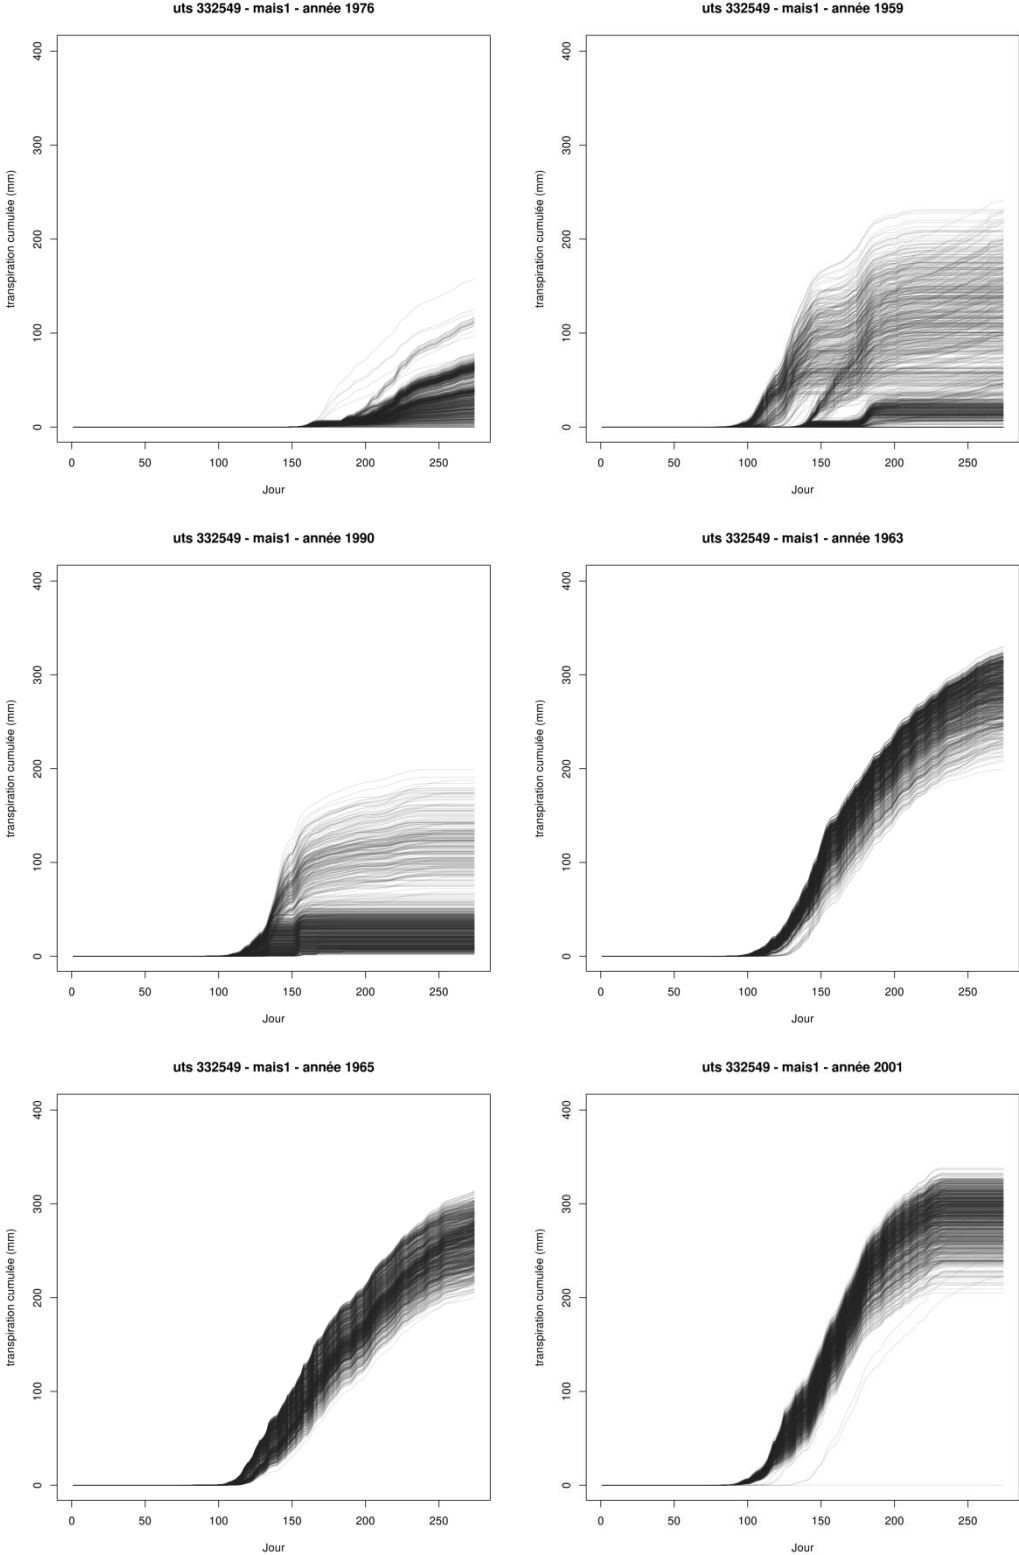 uts 332549 - mais1 - année 1976
transpiration cumulée (mm)
400
300
200
100
0
0 50 100 150 200 250
Jour
uts 332549 - mais1 - année 1959
transpiration cumulée (mm)
400
300
200
100
0
0 50 100 150 200 250
Jour
uts 332549 - mais1 - année 1990
transpiration cumulée (mm)
400
300
200
100
0
0 50 100 150 200 250
Jour
uts 332549 - mais1 - année 1963
transpiration cumulée (mm)
400
300
200
100
0
0 50 100 150 200 250
Jour
uts 332549 - mais1 - année 1965
transpiration cumulée (mm)
400
300
200
100
0
0 50 100 150 200 250
Jour
uts 332549 - mais1 - année 2001
transpiration cumulée (mm)
400
300
200
100
0
0 50 100 150 200 250
Jour